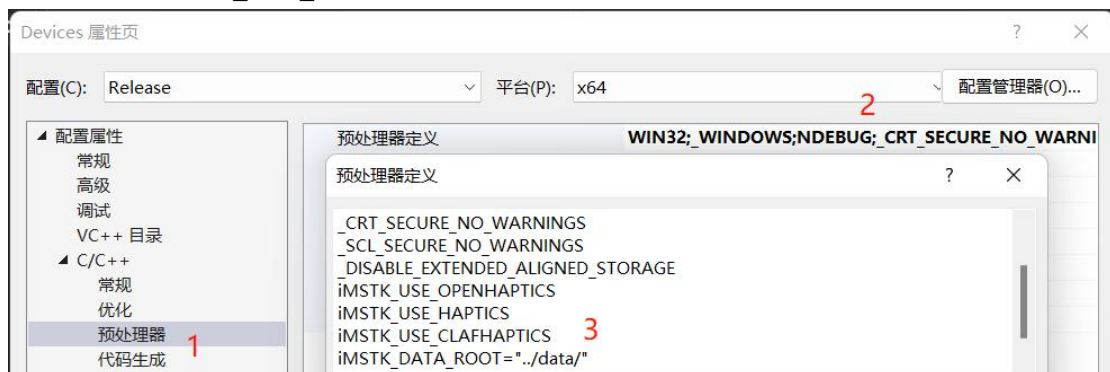 Devices 属性页 ? ×
配置(C): Release 平台(P): x64 配置管理器(O)...
2
配置属性
常规
高级
调试
VC++ 目录
C/C++
常规
优化
预处理器 1
代码生成
预处理器定义 WIN32;_WINDOWS;NDEBUG;_CRT_SECURE_NO_WARNI
预处理器定义 ? ×
_CRT_SECURE_NO_WARNINGS
_SCL_SECURE_NO_WARNINGS
_DISABLE_EXTENDED_ALIGNED_STORAGE
iMSTK_USE_OPENHAPTICS
iMSTK_USE_HAPTICS
iMSTK_USE_CLAFHAPTICS 3
iMSTK_DATA_ROOT="../data/"